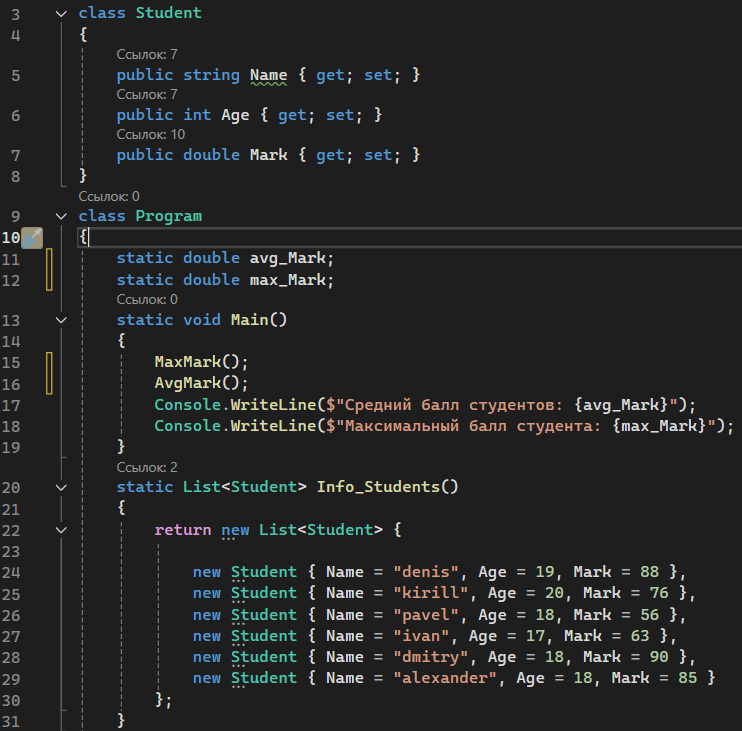 3 class Student
4 {
Ссылок: 7
5 public string Name { get; set; }
Ссылок: 7
6 public int Age { get; set; }
Ссылок: 10
7 public double Mark { get; set; }
8 }
Ссылок: 0
9 class Program
10 {
11 static double avg_Mark;
12 static double max_Mark;
Ссылок: 0
13 static void Main()
14 {
15 MaxMark();
16 AvgMark();
17 Console.WriteLine($"Средний балл студентов: {avg_Mark}");
18 Console.WriteLine($"Максимальный балл студента: {max_Mark}");
19 }
Ссылок: 2
20 static List<Student> Info_Students()
21 {
22 return new List<Student> {
23
24 new Student { Name = "denis", Age = 19, Mark = 88 },
25 new Student { Name = "kirill", Age = 20, Mark = 76 },
26 new Student { Name = "pavel", Age = 18, Mark = 56 },
27 new Student { Name = "ivan", Age = 17, Mark = 63 },
28 new Student { Name = "dmitry", Age = 18, Mark = 90 },
29 new Student { Name = "alexander", Age = 18, Mark = 85 }
30 };
31 }